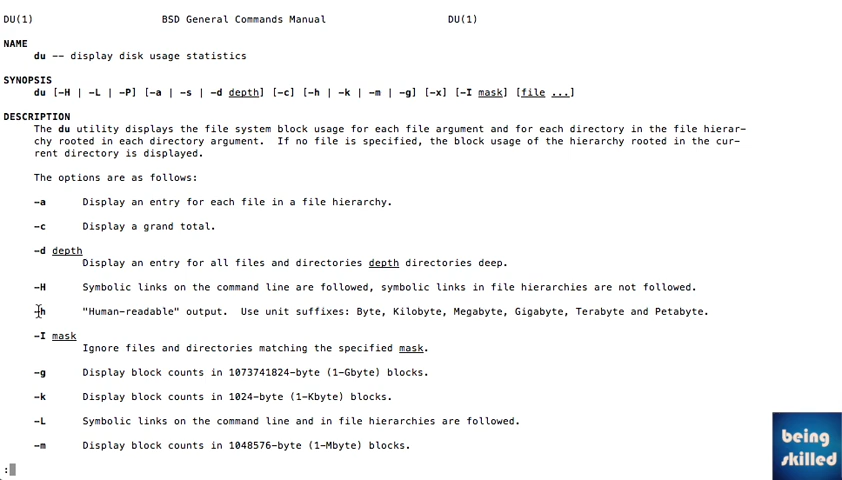 DU(1) BSD General Commands Manual DU(1)
NAME
du -- display disk usage statistics
SYNOPSIS
du [-H | -L | -P] [-a | -s | -d depth] [-c] [-h | -k | -m | -g] [-x] [-I mask] [file ...]
DESCRIPTION
The du utility displays the file system block usage for each file argument and for each directory in the file hierar-
chy rooted in each directory argument. If no file is specified, the block usage of the hierarchy rooted in the cur-
rent directory is displayed.
The options are as follows:
-a Display an entry for each file in a file hierarchy.
-c Display a grand total.
-d depth
Display an entry for all files and directories depth directories deep.
-H Symbolic links on the command line are followed, symbolic links in file hierarchies are not followed.
-h "Human-readable" output. Use unit suffixes: Byte, Kilobyte, Megabyte, Gigabyte, Terabyte and Petabyte.
-I mask
Ignore files and directories matching the specified mask.
-g Display block counts in 1073741824-byte (1-Gbyte) blocks.
-k Display block counts in 1024-byte (1-Kbyte) blocks.
-L Symbolic links on the command line and in file hierarchies are followed.
-m Display block counts in 1048576-byte (1-Mbyte) blocks.
:
being
skilled